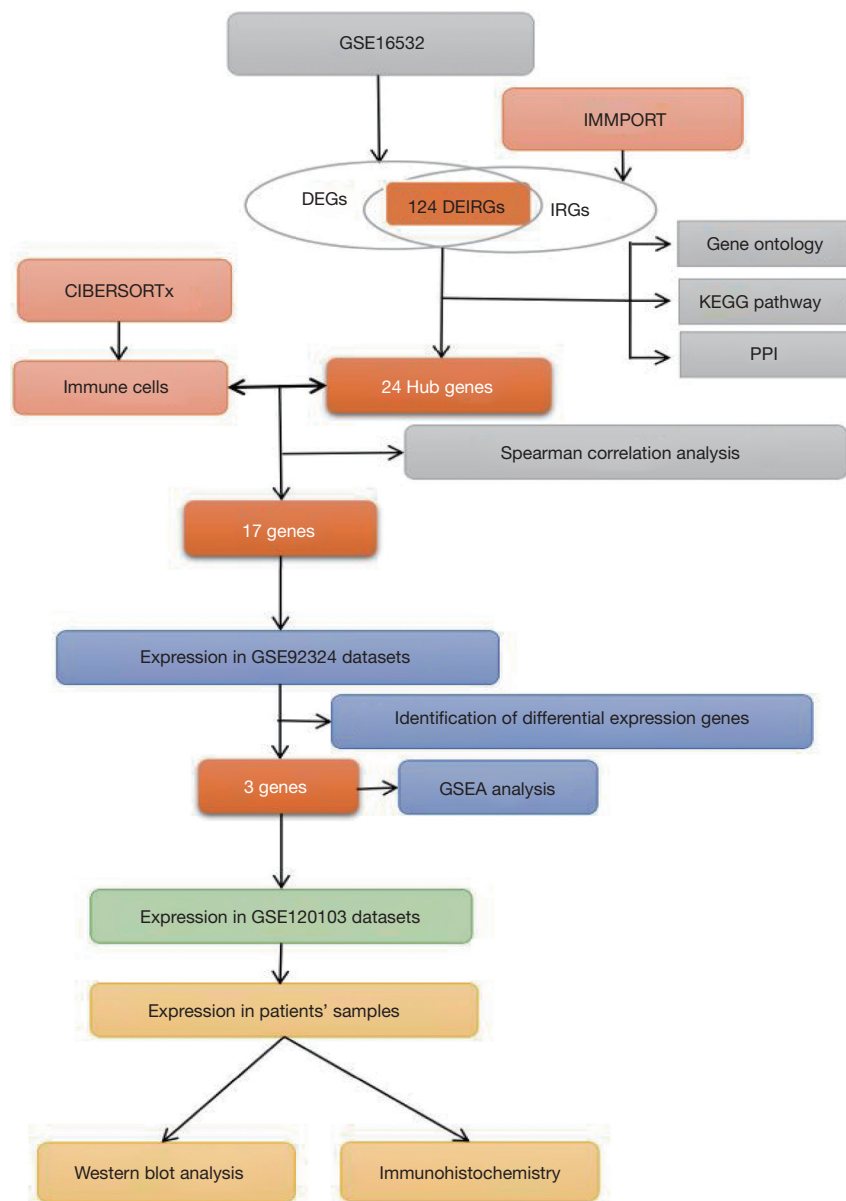 GSE16532
IMMPORT
DEGs
124 DEIRGs
IRGs
Gene ontology
CIBERSORTx
KEGG pathway
PPI
Immune cells
24 Hub genes
Spearman correlation analysis
17 genes
Expression in GSE92324 datasets
Identification of differential expression genes
3 genes
GSEA analysis
Expression in GSE120103 datasets
Expression in patients’ samples
Western blot analysis
Immunohistochemistry